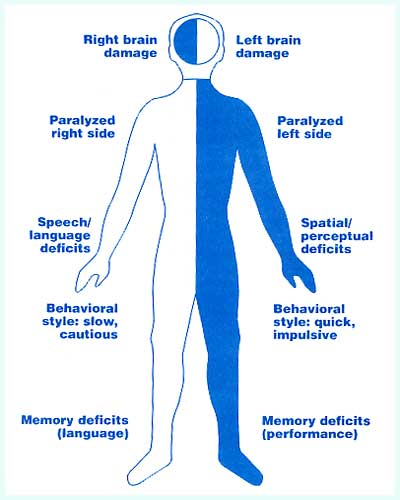 Right brain
damage
Left brain
damage
Paralyzed
right side
Paralyzed
left side
Speech/
language
deficits
Spatial/
perceptual
deficits
Behavioral
style: slow,
cautious
Behavioral
style: quick,
impulsive
Memory deficits
(language)
Memory deficits
(performance)